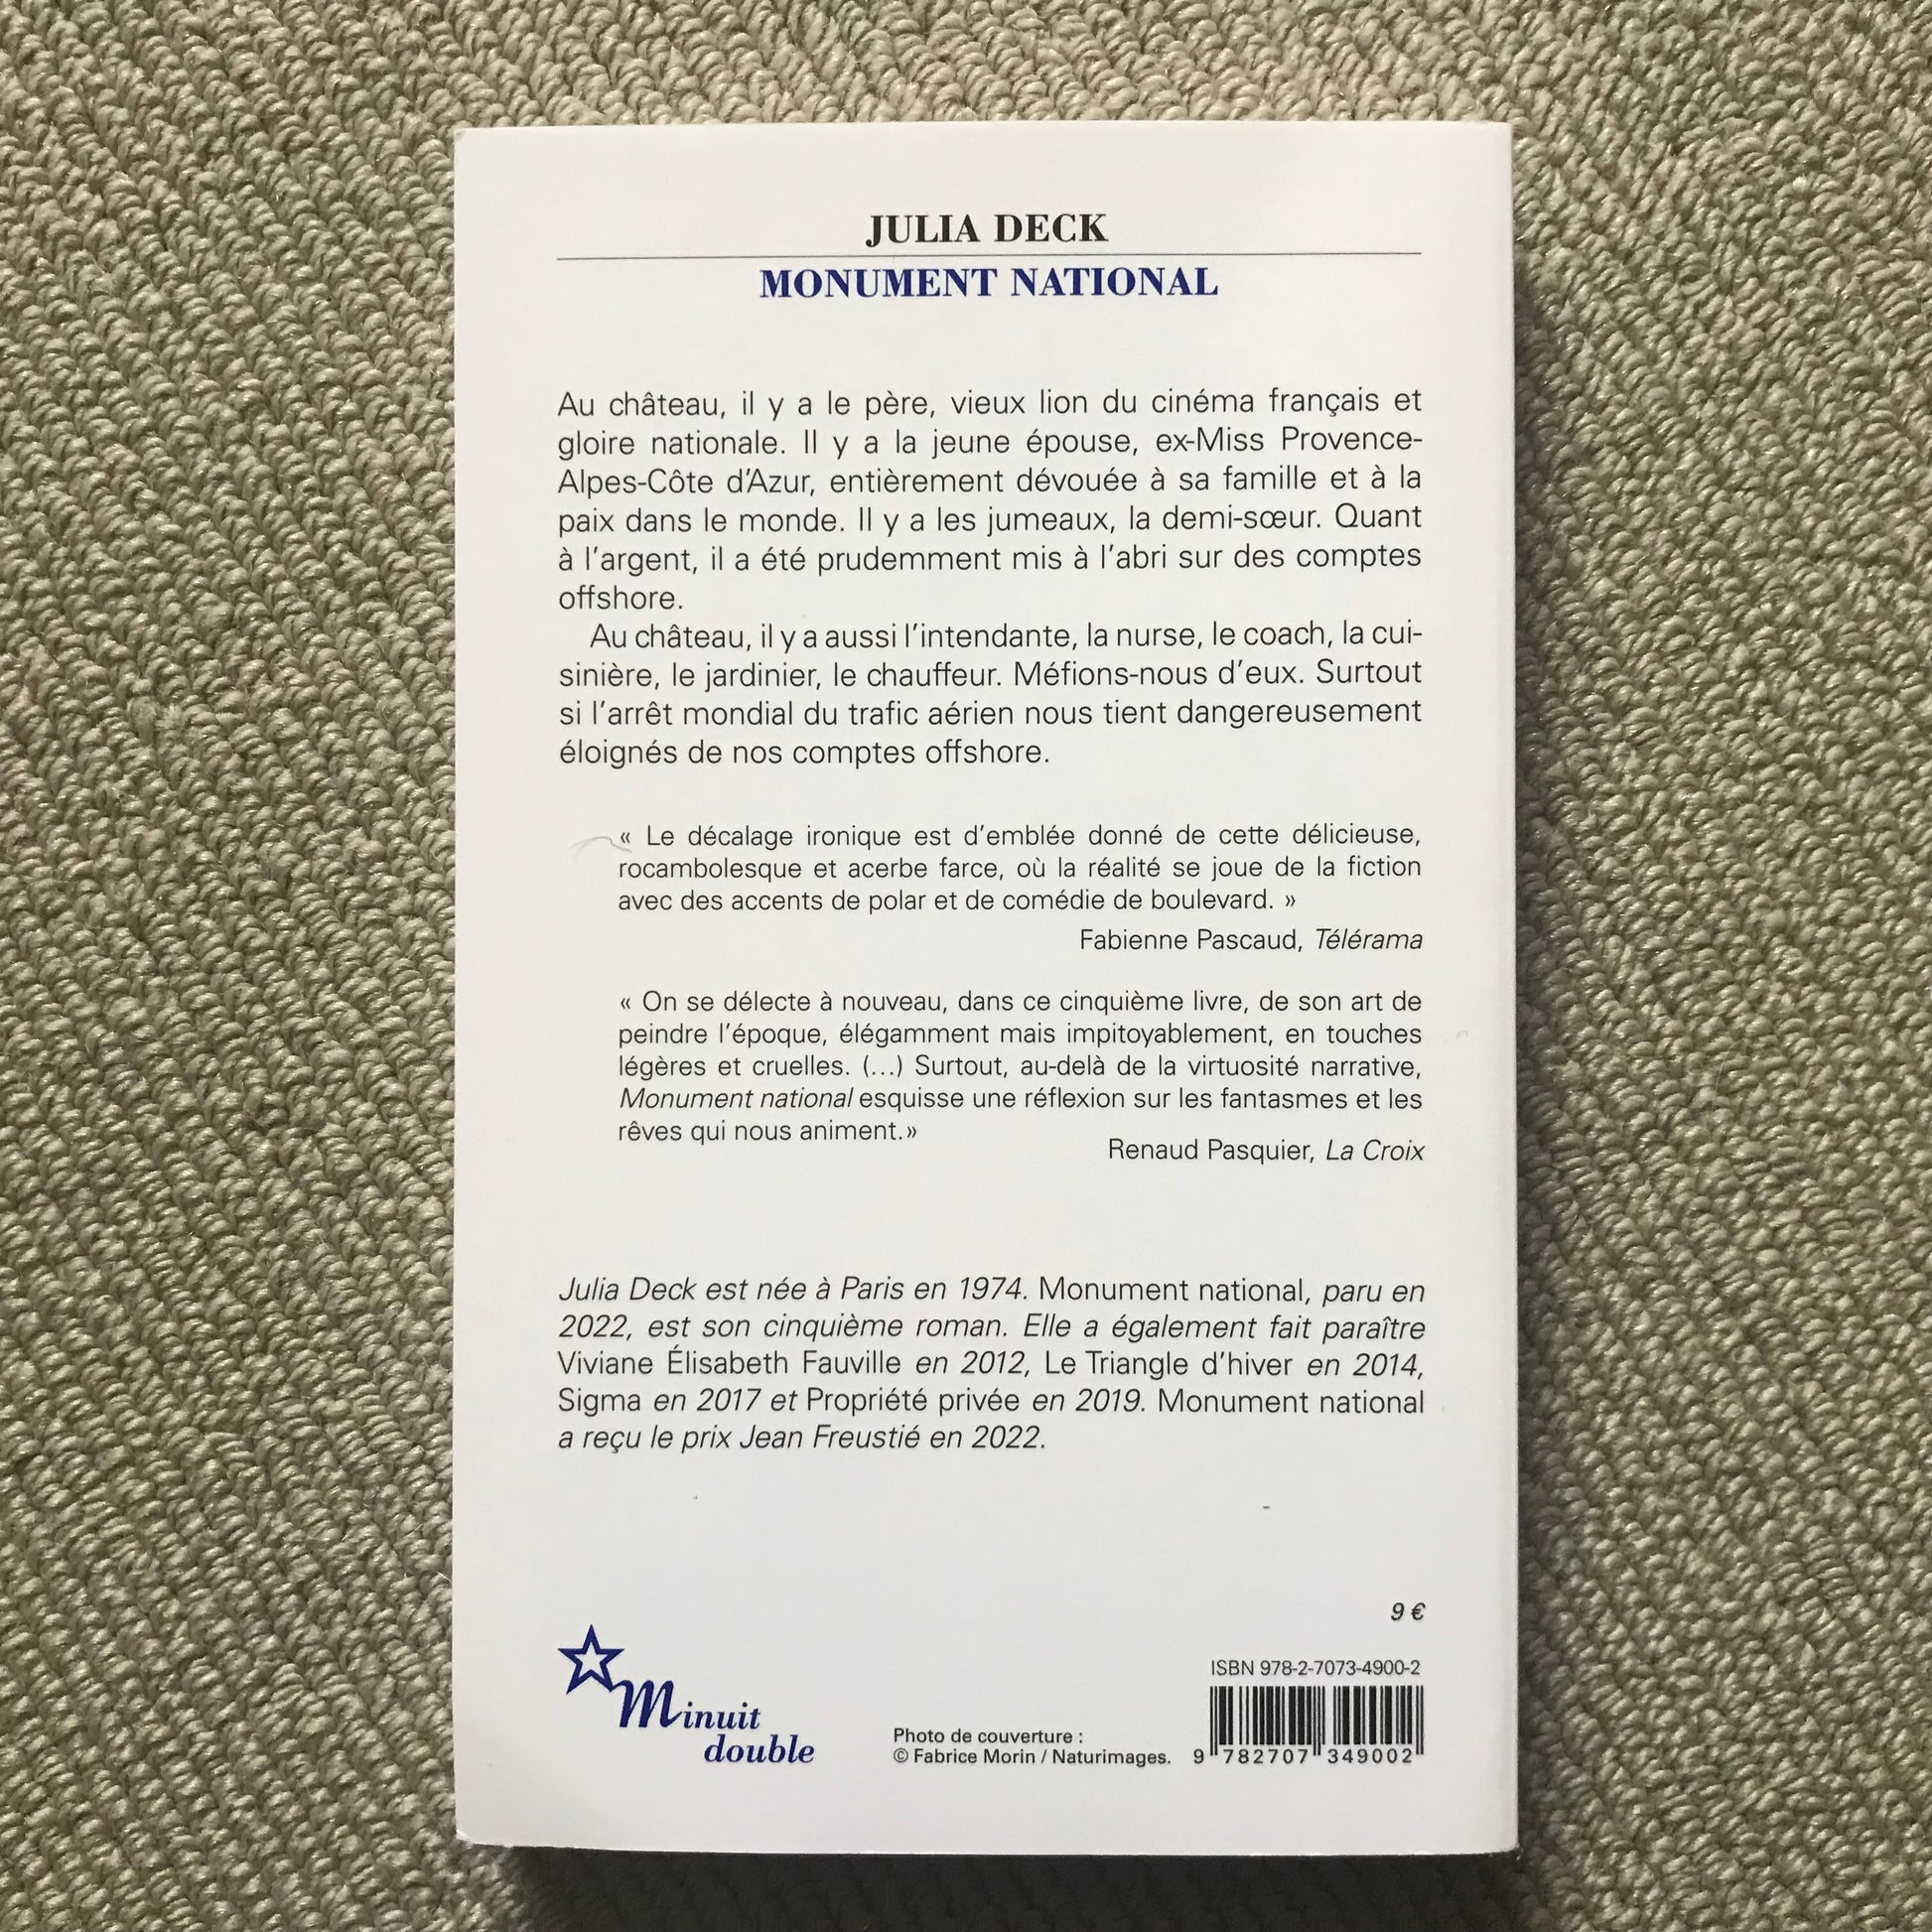 JULIA DECK
MONUMENT NATIONAL
Au château, il y a le père, vieux lion du cinéma français et
gloire nationale. Il y a la jeune épouse, ex-Miss Provence-
Alpes-Côte d'Azur, entièrement dévouée à sa famille et à la
paix dans le monde. Il y a les jumeaux, la demi-sœur. Quant
à l'argent, il a été prudemment mis à l'abri sur des comptes
offshore.
Au château, il y a aussi l'intendante, la nurse, le coach, la cui-
sinière, le jardinier, le chauffeur. Méfions-nous d'eux. Surtout
si l'arrêt mondial du trafic aérien nous tient dangereusement
éloignés de nos comptes offshore.
« Le décalage ironique est d'emblée donné de cette délicieuse,
rocambolesque et acerbe farce, où la réalité se joue de la fiction
avec des accents de polar et de comédie de boulevard. »
Fabienne Pascaud, Télérama
« On se délecte à nouveau, dans ce cinquième livre, de son art de
peindre l'époque, élégamment mais impitoyablement, en touches
légères et cruelles. (...) Surtout, au-delà de la virtuosité narrative,
Monument national esquisse une réflexion sur les fantasmes et les
rêves qui nous animent.»
Renaud Pasquier, La Croix
Julia Deck est née à Paris en 1974. Monument national, paru en
2022, est son cinquième roman. Elle a également fait paraître
Viviane Élisabeth Fauville en 2012, Le Triangle d'hiver en 2014,
Sigma en 2017 et Propriété privée en 2019. Monument national
a reçu le prix Jean Freustié en 2022.
9 €
ISBN 978-2-7073-4900-2
Minuit
double
Photo de couverture :
© Fabrice Morin / Naturimages.
9 782707 349002